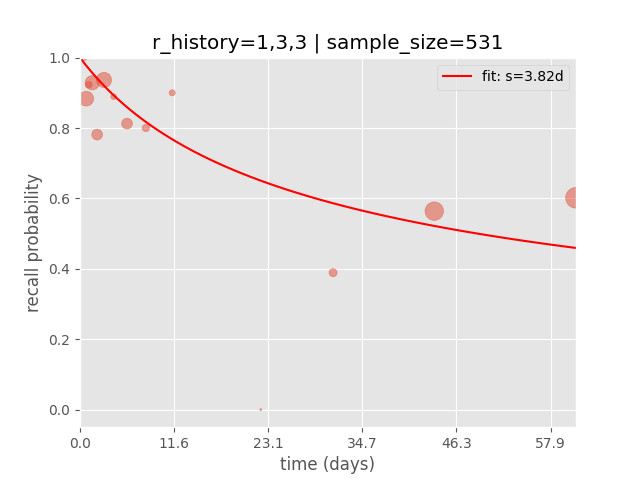 r_history=1,3,3 | sample_size=531
fit: s=3.82d
1.0
0.8
0.6
0.4
0.2
0.0
recall probability
0.0 11.6 23.1 34.7 46.3 57.9
time (days)